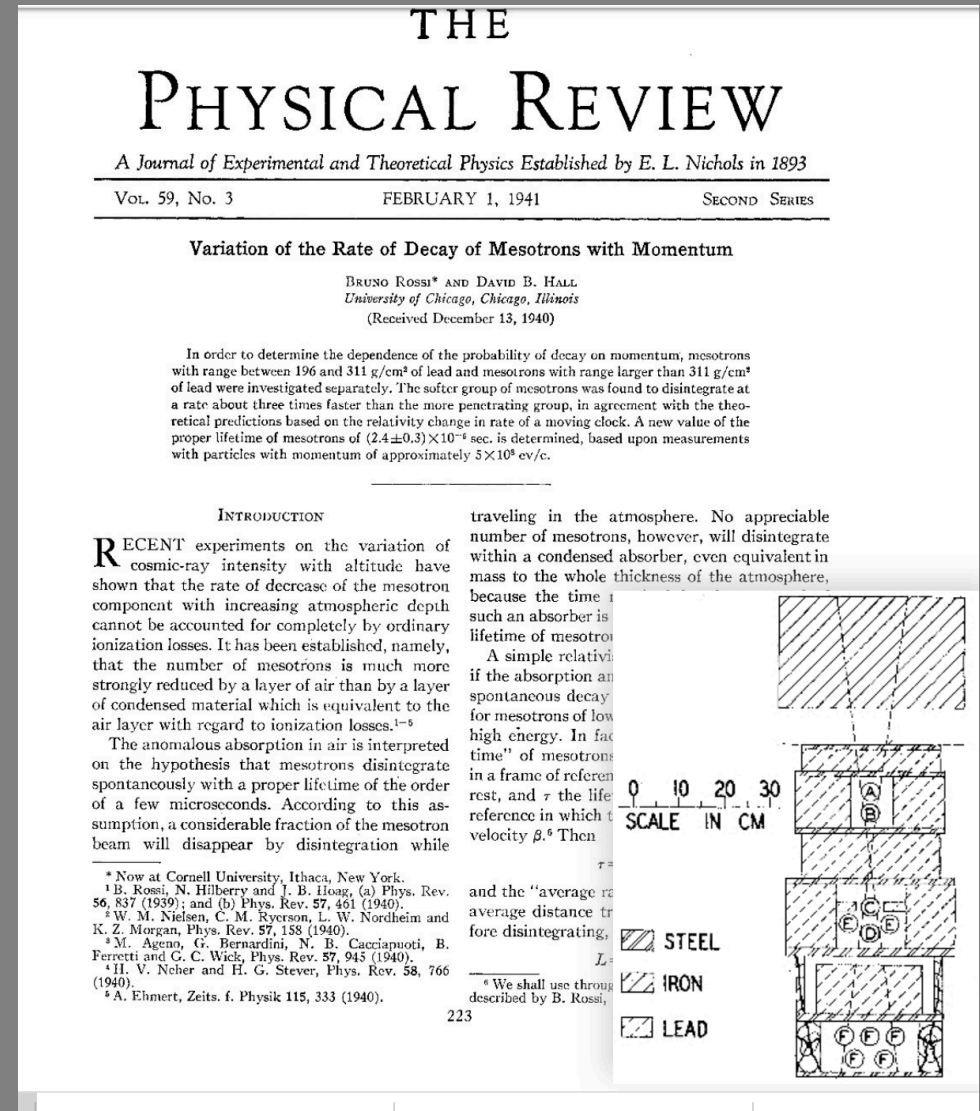 THE
PHYSICAL REVIEW
A Journal of Experimental and Theoretical Physics Established by E. L. Nichols in 1893
VOL. 59, No. 3 FEBRUARY 1, 1941 SECOND SERIES
Variation of the Rate of Decay of Mesotrons with Momentum
BRUNO ROSSI* AND DAVID B. HALL
University of Chicago, Chicago, Illinois
(Received December 13, 1940)
In order to determine the dependence of the probability of decay on momentum, mesotrons
with range between 196 and 311 g/cm² of lead and mesotrons with range larger than 311 g/cm²
of lead were investigated separately. The softer group of mesotrons was found to disintegrate at
a rate about three times faster than the more penetrating group, in agreement with the theo-
retical predictions based on the relativity change in rate of a moving clock. A new value of the
proper lifetime of mesotrons of (2.4±0.3)×10⁻⁶ sec. is determined, based upon measurements
with particles with momentum of approximately 5×10⁸ ev/c.
INTRODUCTION
RECENT experiments on the variation of
cosmic-ray intensity with altitude have
shown that the rate of decrease of the mesotron
component with increasing atmospheric depth
cannot be accounted for completely by ordinary
ionization losses. It has been established, namely,
that the number of mesotrons is much more
strongly reduced by a layer of air than by a layer
of condensed material which is equivalent to the
air layer with regard to ionization losses.¹⁻⁵
The anomalous absorption in air is interpreted
on the hypothesis that mesotrons disintegrate
spontaneously with a proper lifetime of the order
of a few microseconds. According to this as-
sumption, a considerable fraction of the mesotron
beam will disappear by disintegration while
* Now at Cornell University, Ithaca, New York.
¹ B. Rossi, N. Hilberry and J. B. Hoag, (a) Phys. Rev.
56, 837 (1939); and (b) Phys. Rev. 57, 461 (1940).
² W. M. Nielsen, C. M. Ryerson, L. W. Nordheim and
K. Z. Morgan, Phys. Rev. 57, 158 (1940).
³ M. Ageno, G. Bernardini, N. B. Cacciapuoti, B.
Ferretti and G. C. Wick, Phys. Rev. 57, 945 (1940).
⁴ H. V. Neher and H. G. Stever, Phys. Rev. 58, 766
(1940).
⁵ A. Ehmert, Zeits. f. Physik 115, 333 (1940).
traveling in the atmosphere. No appreciable
number of mesotrons, however, will disintegrate
within a condensed absorber, even equivalent in
mass to the whole thickness of the atmosphere,
because the time
such an absorber is
lifetime of
A simple
if the absorption
spontaneous decay
for mesotrons of
high energy. In
time" of mesotrons
in a frame of
rest, and τ the
reference in which
velocity β.⁶ Then
τ=
and the "average
average distance
fore disintegrating,
L=
⁶ We shall use
described by B. Rossi,
223
0 10 20 30
SCALE IN CM
STEEL
IRON
LEAD
A
B
C
E D E
F F F
F F